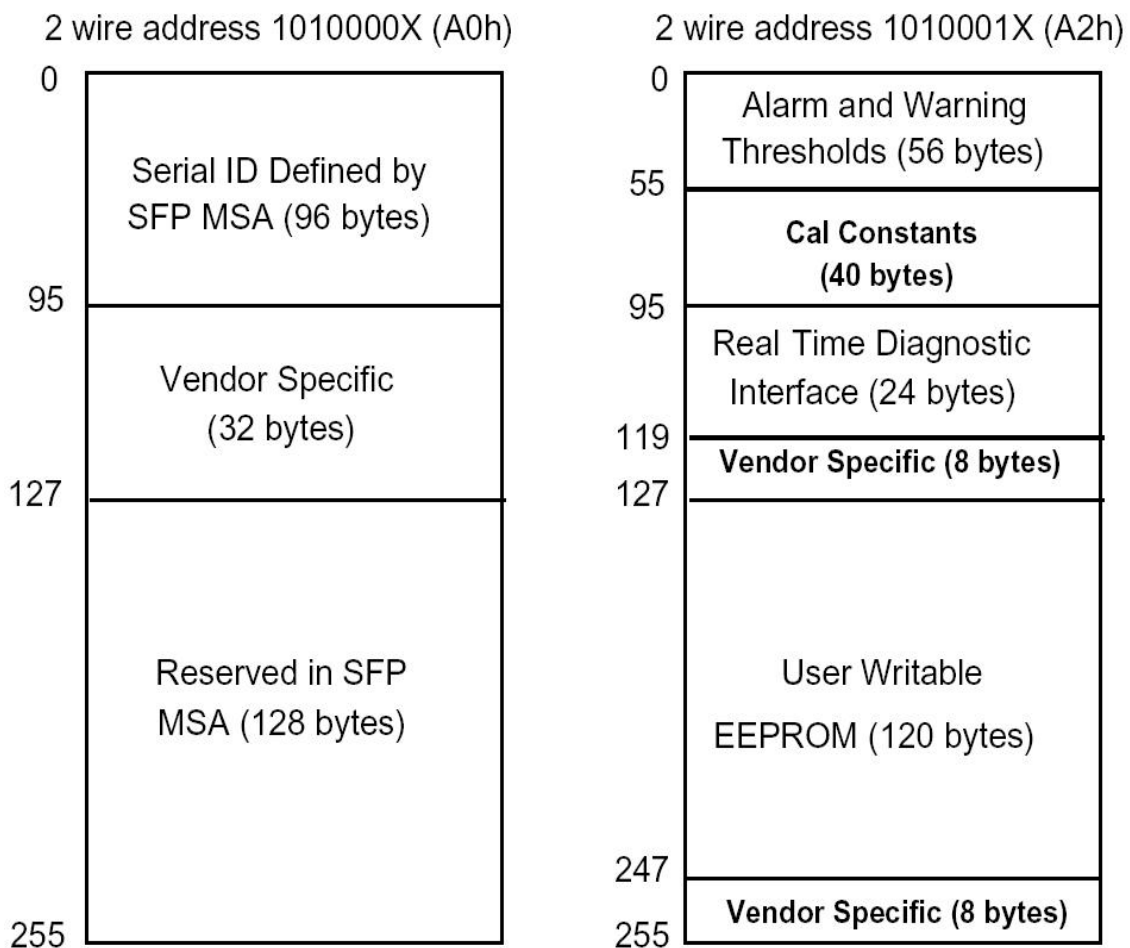 2 wire address 1010000X (A0h)
0
Serial ID Defined by
SFP MSA (96 bytes)
95
Vendor Specific
(32 bytes)
127
Reserved in SFP
MSA (128 bytes)
255
2 wire address 1010001X (A2h)
0
Alarm and Warning
Thresholds (56 bytes)
55
Cal Constants
(40 bytes)
95
Real Time Diagnostic
Interface (24 bytes)
119
Vendor Specific (8 bytes)
127
User Writable
EEPROM (120 bytes)
247
Vendor Specific (8 bytes)
255